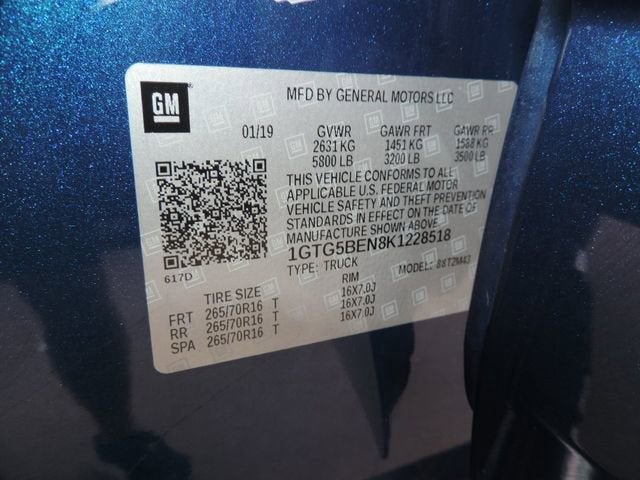 GM
MFD BY GENERAL MOTORS LLC
01/19 GVWR GAWR FRT GAWR RR
2631 KG 1451 KG 1588 KG
5800 LB 3200 LB 3500 LB
THIS VEHICLE CONFORMS TO ALL
APPLICABLE U.S. FEDERAL MOTOR
VEHICLE SAFETY AND THEFT PREVENTION
STANDARDS IN EFFECT ON THE DATE OF
MANUFACTURE SHOWN ABOVE.
1GTG5BEN8K1228518
617D TYPE: TRUCK MODEL: 88T2M43
TIRE SIZE RIM
FRT 265/70R16 T 16X7.0J
RR 265/70R16 T 16X7.0J
SPA 265/70R16 T 16X7.0J